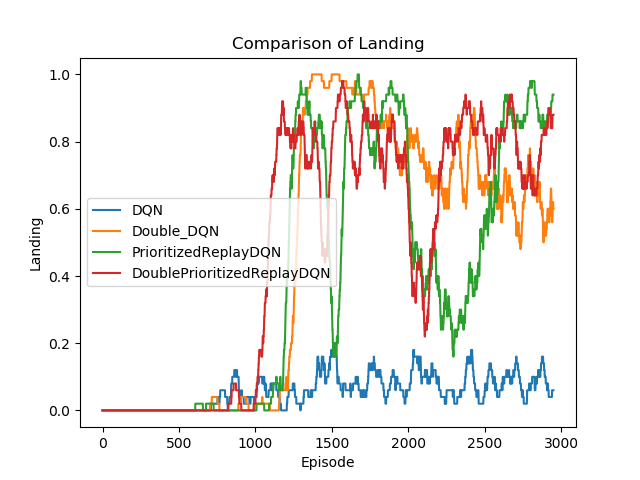 Comparison of Landing
1.0
0.8
0.6
0.4
0.2
0.0
Landing
DQN
Double_DQN
PrioritizedReplayDQN
DoublePrioritizedReplayDQN
0 500 1000 1500 2000 2500 3000
Episode